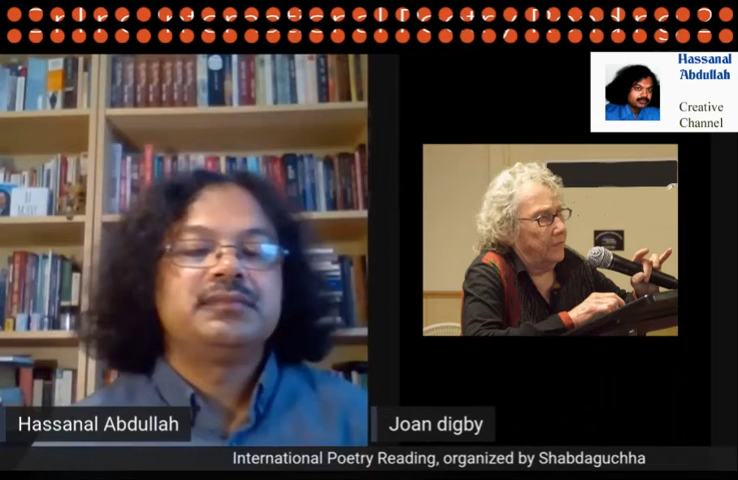 Hassanal
Abdullah
Creative
Channel
Hassanal Abdullah
Joan digby
International Poetry Reading, organized by Shabdaguchha